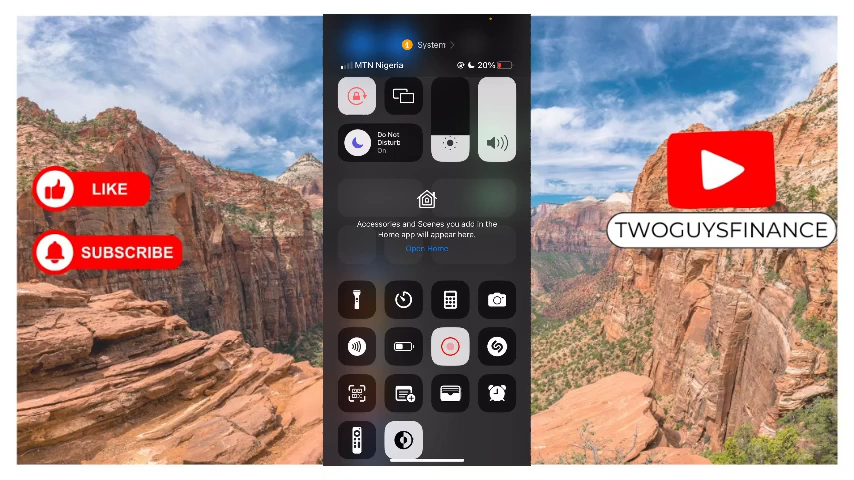 System
MTN Nigeria
20%
Do Not
Disturb
On
LIKE
SUBSCRIBE
TWOGUYSFINANCE
Accessories and Scenes you add in the
Home app will appear here.
Open Home